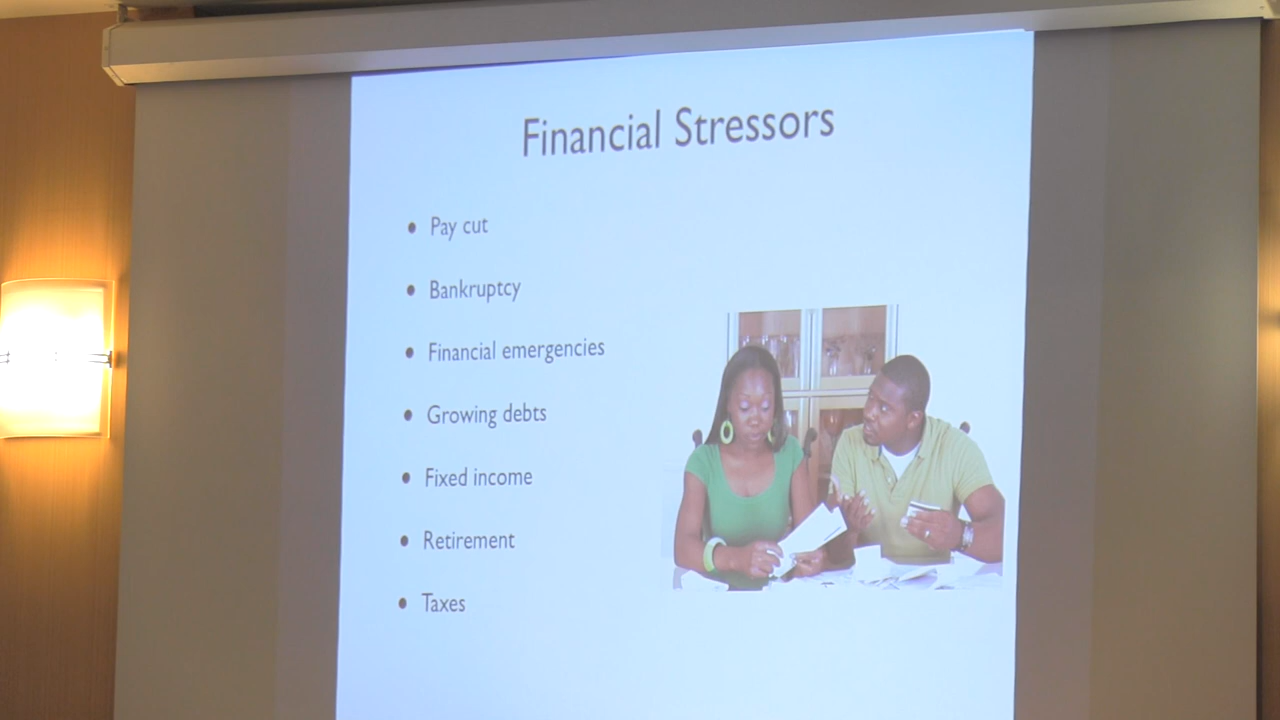 Financial Stressors
• Pay cut
• Bankruptcy
• Financial emergencies
• Growing debts
• Fixed income
• Retirement
• Taxes